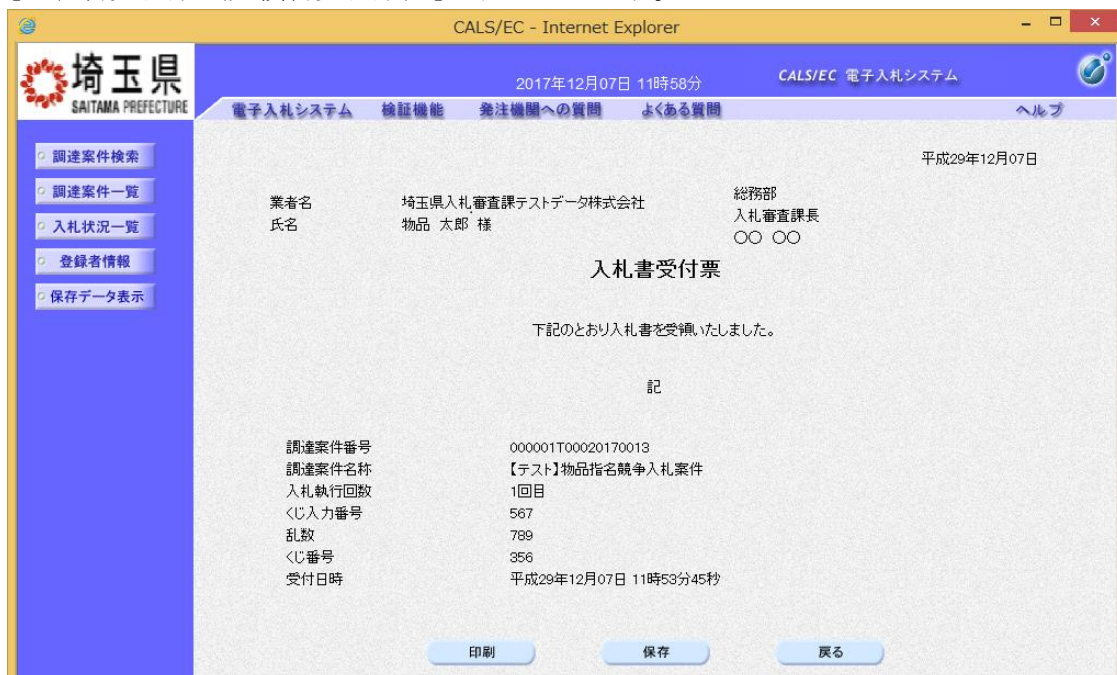 CALS/EC - Internet Explorer
埼玉県
SAITAMA PREFECTURE
2017年12月07日 11時58分
CALS/EC 電子入札システム
電子入札システム 検証機能 発注機関への質問 よくある質問 ヘルプ
調達案件検索
調達案件一覧
入札状況一覧
登録者情報
保存データ表示
平成29年12月07日
業者名 埼玉県入札審査課テストデータ株式会社
氏名 物品 太郎 様
総務部
入札審査課長
○○ ○○
入札書受付票
下記のとおり入札書を受領いたしました。
記
調達案件番号 000001T00020170013
調達案件名称 【テスト】物品指名競争入札案件
入札執行回数 1回目
くじ入力番号 567
乱数 789
くじ番号 356
受付日時 平成29年12月07日 11時53分45秒
印刷 保存 戻る